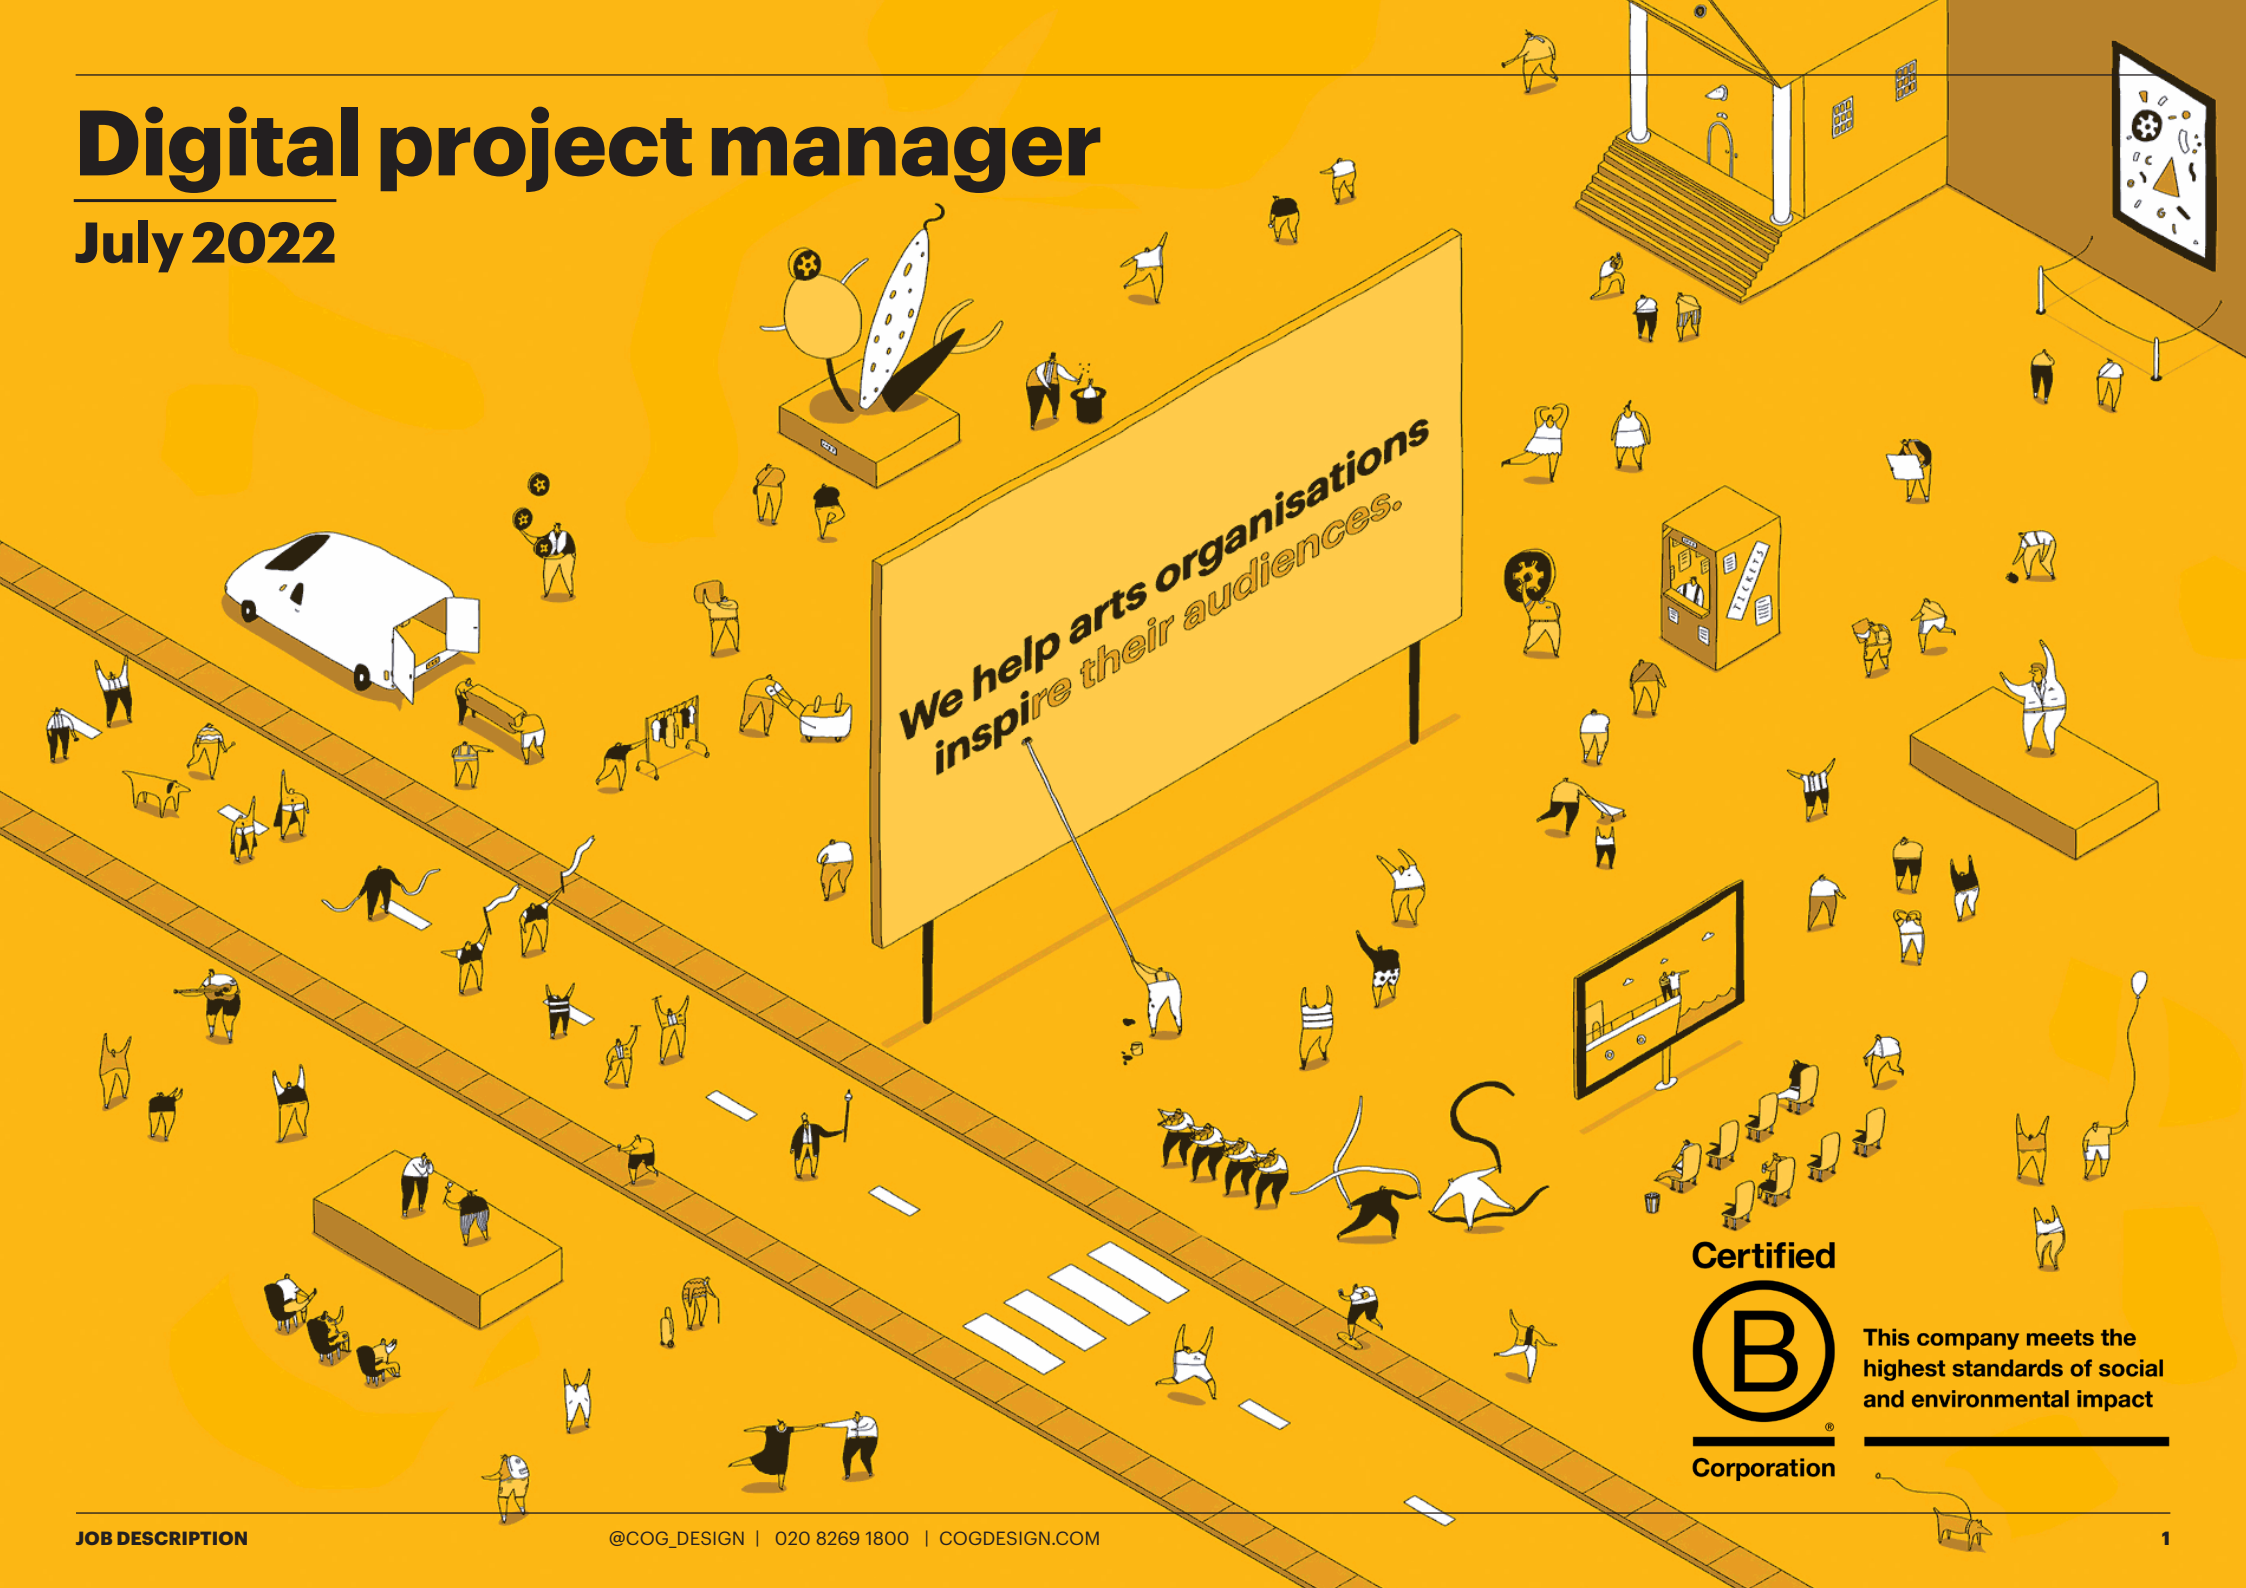 Digital project manager
July 2022
We help arts organisations
inspire their audiences.
TICKETS
Certified
B
®
Corporation
This company meets the
highest standards of social
and environmental impact
JOB DESCRIPTION
@COG_DESIGN | 020 8269 1800 | COGDESIGN.COM
1